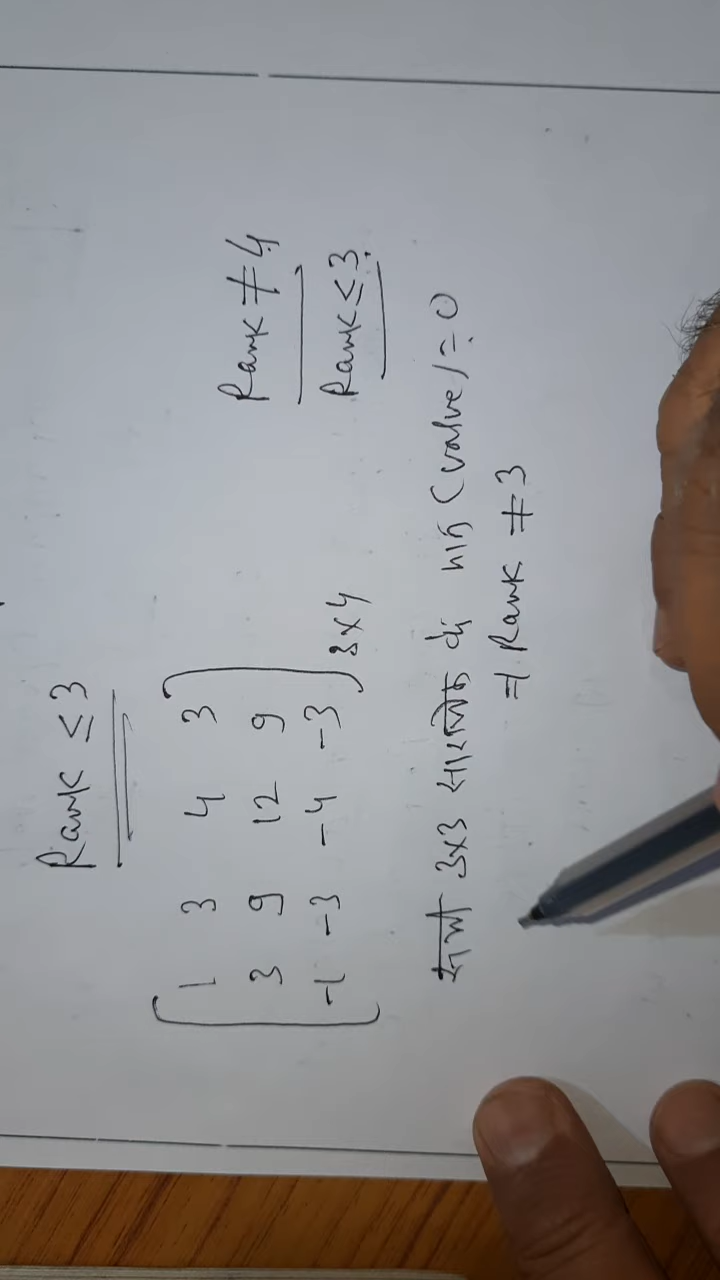 Rank ≤ 3
[ 1 3 4 3
3 9 12 9
-1 -3 -4 -3 ] 3×4
Rank ≠ 4
Rank ≤ 3
सभी 3×3 सारणिक के मान (value) = 0
⇒ Rank ≠ 3